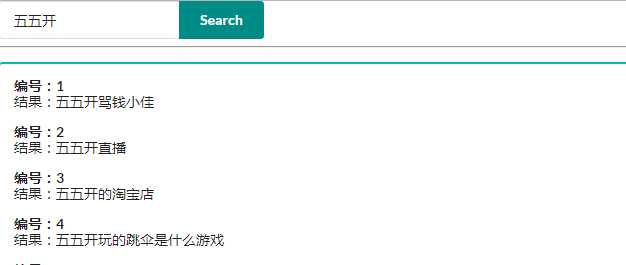 五五开 Search
编号：1
结果：五五开骂钱小佳
编号：2
结果：五五开直播
编号：3
结果：五五开的淘宝店
编号：4
结果：五五开玩的跳伞是什么游戏